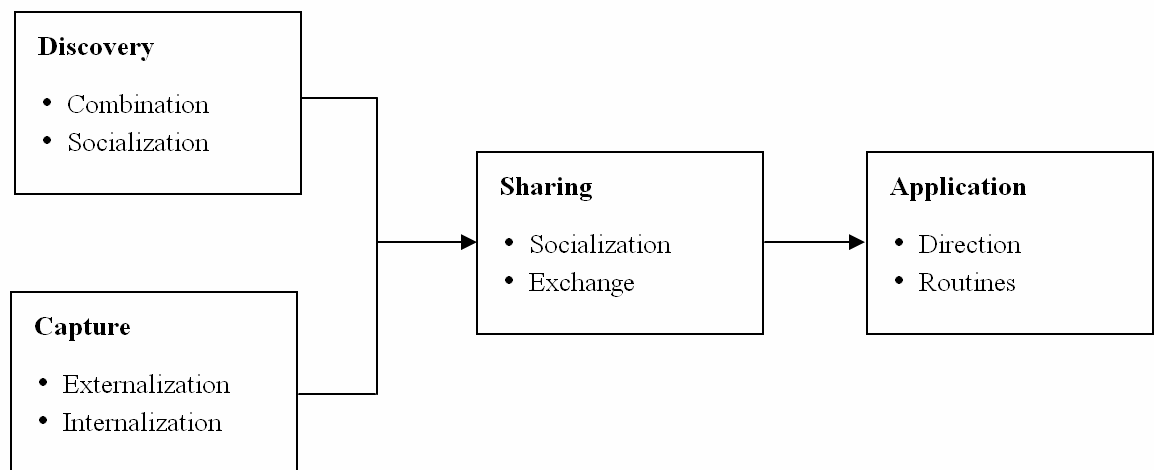 Discovery
• Combination
• Socialization
Capture
• Externalization
• Internalization
Sharing
• Socialization
• Exchange
Application
• Direction
• Routines